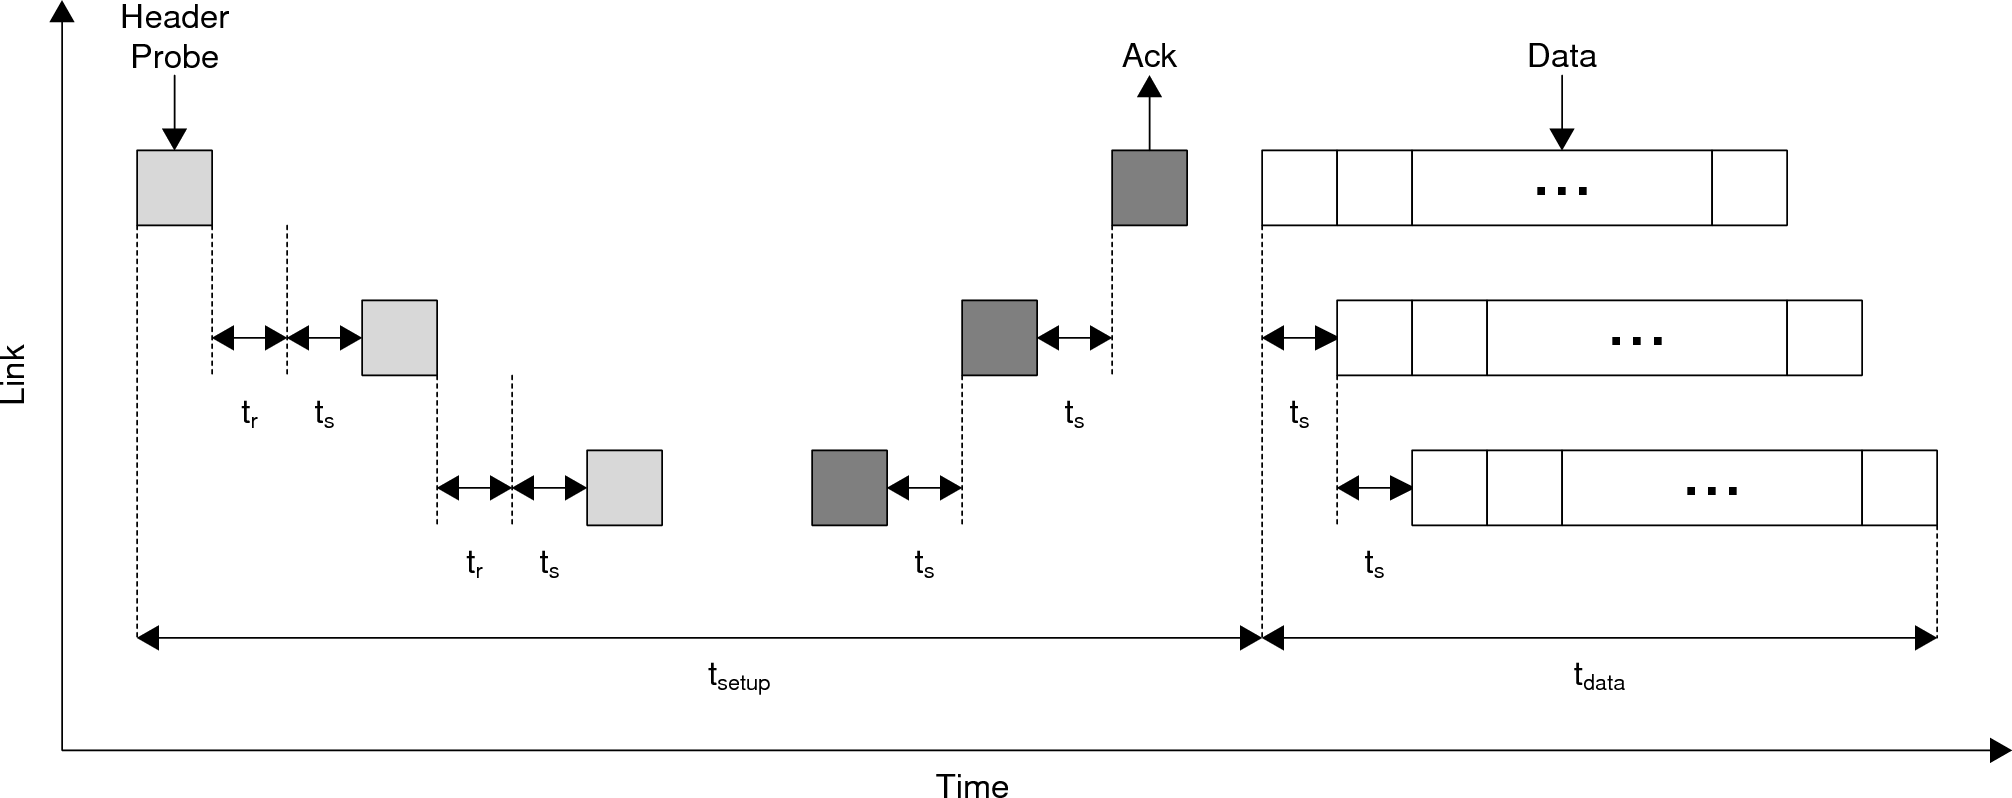 Header
Probe
Ack
Data
...
Link
tr
ts
ts
ts
...
tr
ts
ts
ts
...
tsetup
tdata
Time